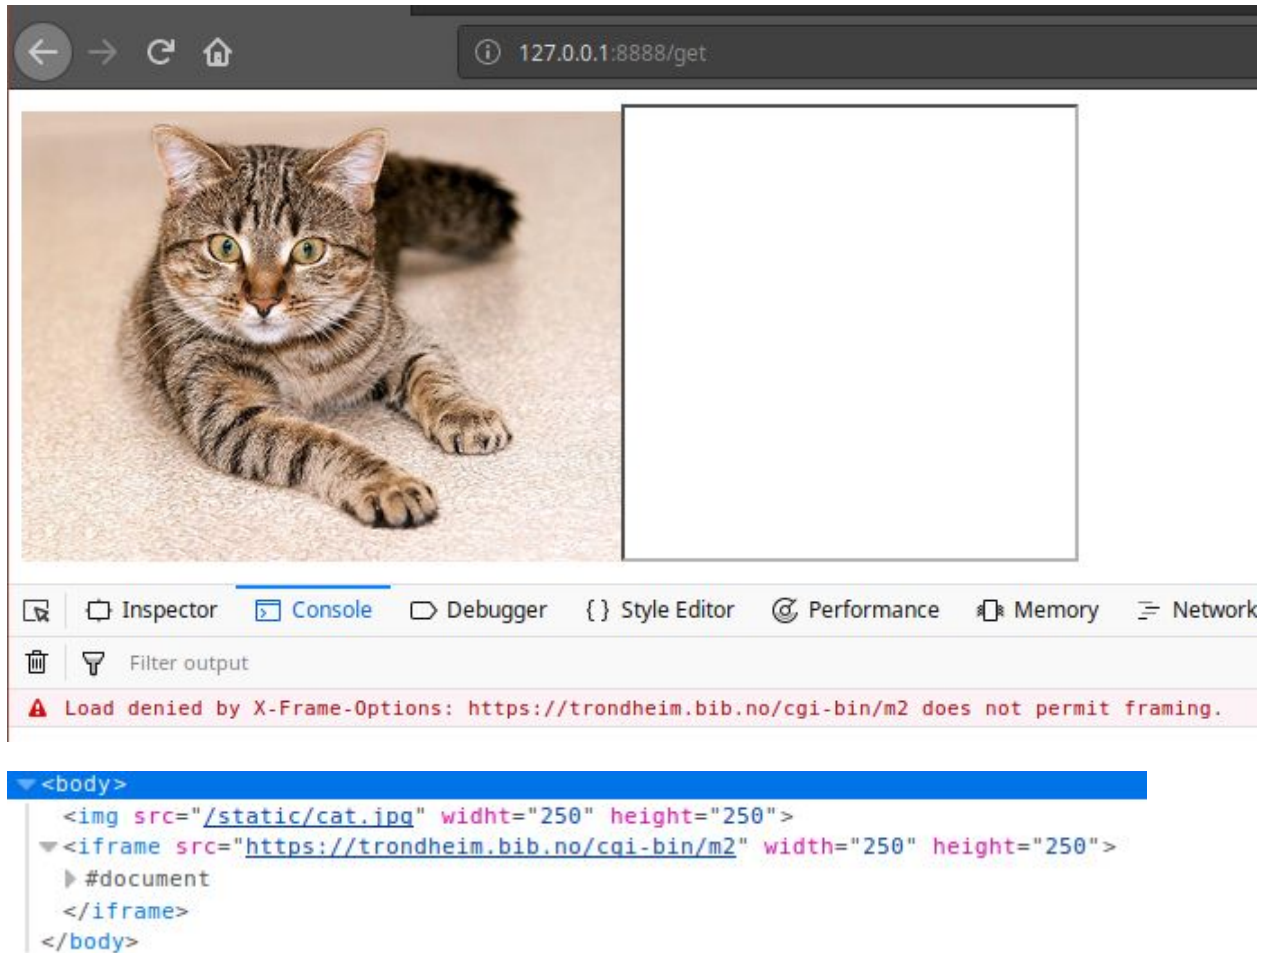 127.0.0.1:8888/get
Inspector Console Debugger {} Style Editor Performance Memory Network
Filter output
Load denied by X-Frame-Options: https://trondheim.bib.no/cgi-bin/m2 does not permit framing.
<body>
<img src="/static/cat.jpg" widht="250" height="250">
<iframe src="https://trondheim.bib.no/cgi-bin/m2" width="250" height="250">
#document
</iframe>
</body>